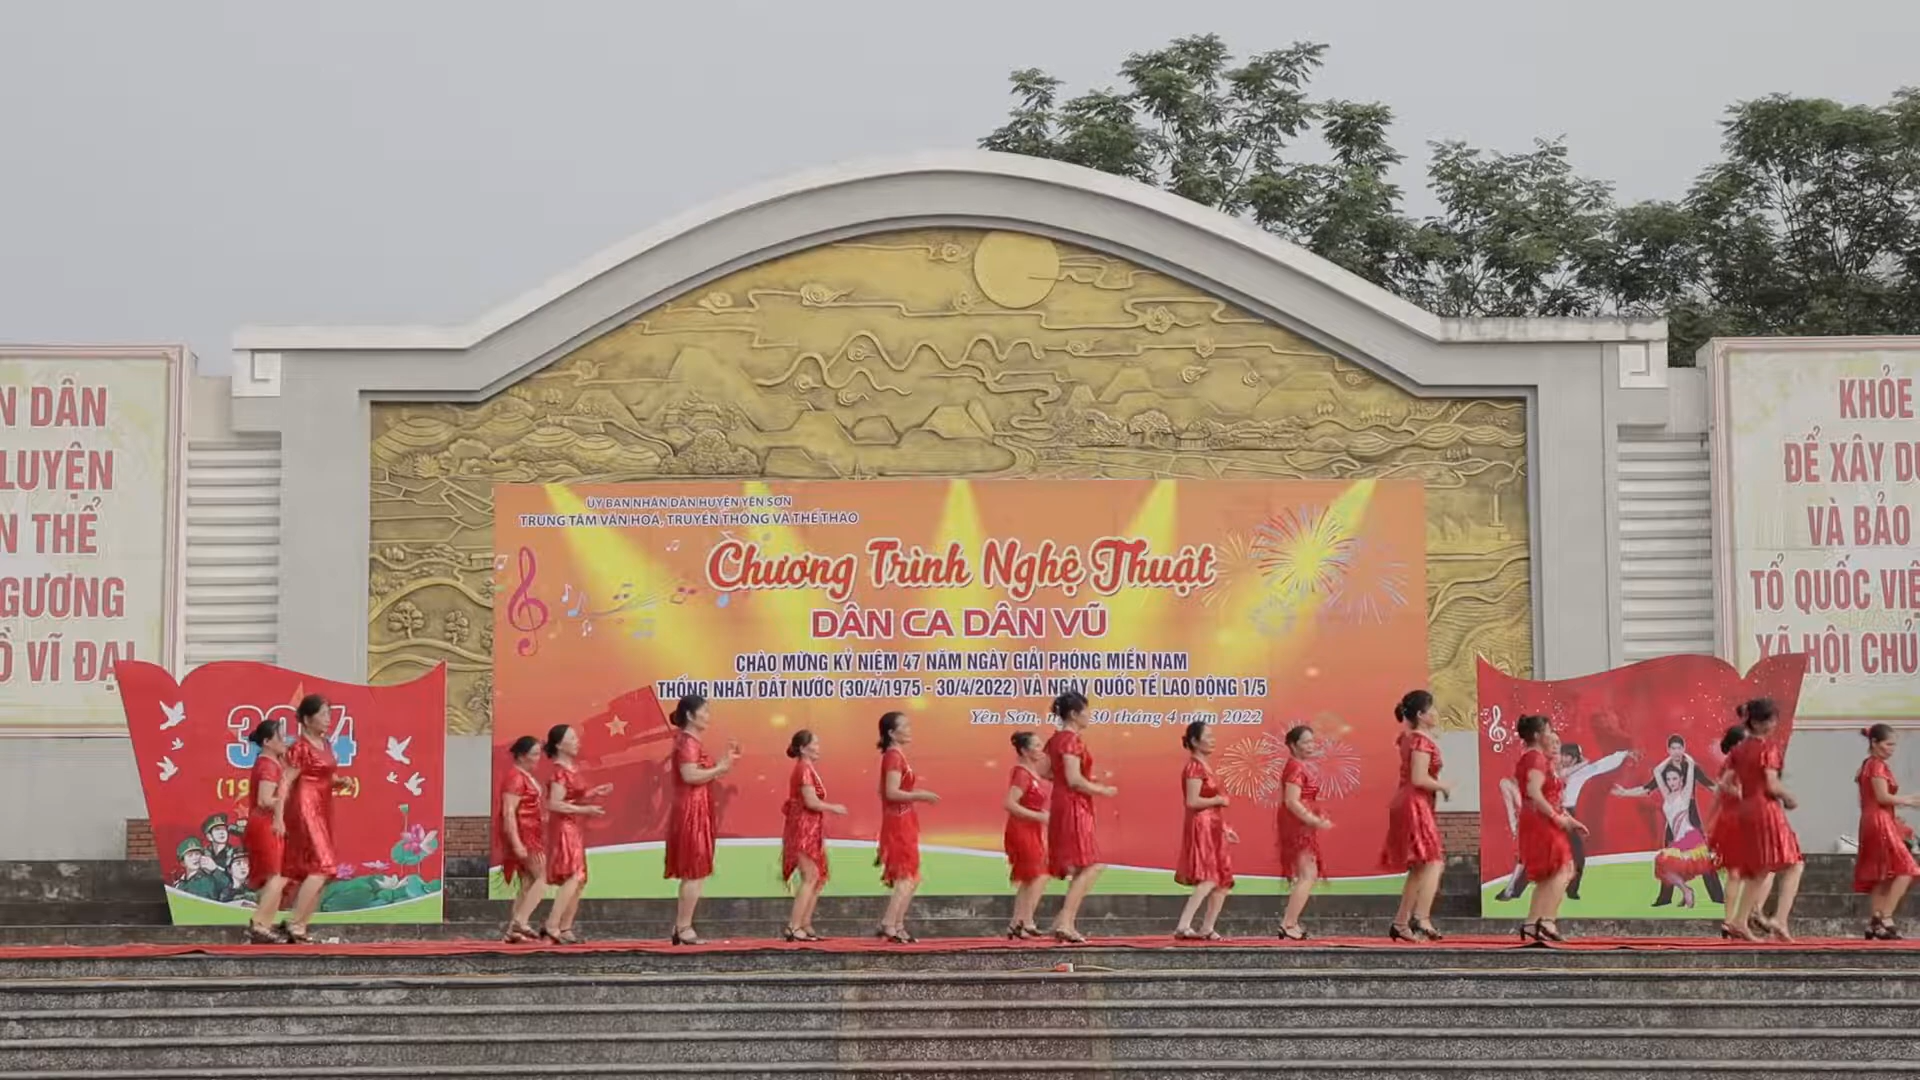 N DÂN
LUYỆN
N THỂ
GƯƠNG
VĨ ĐẠI
ỦY BAN NHÂN DÂN HUYỆN YÊN SƠN
TRUNG TÂM VĂN HOÁ, TRUYỀN THÔNG VÀ THỂ THAO
Chương Trình Nghệ Thuật
DÂN CA DÂN VŨ
CHÀO MỪNG KỶ NIỆM 47 NĂM NGÀY GIẢI PHÓNG MIỀN NAM
THỐNG NHẤT ĐẤT NƯỚC (30/4/1975 - 30/4/2022) VÀ NGÀY QUỐC TẾ LAO ĐỘNG 1/5
Yên Sơn, 30 tháng 4 năm 2022
KHỎE
ĐỂ XÂY DỰ
VÀ BẢO
TỔ QUỐC VIỆ
XÃ HỘI CHỦ